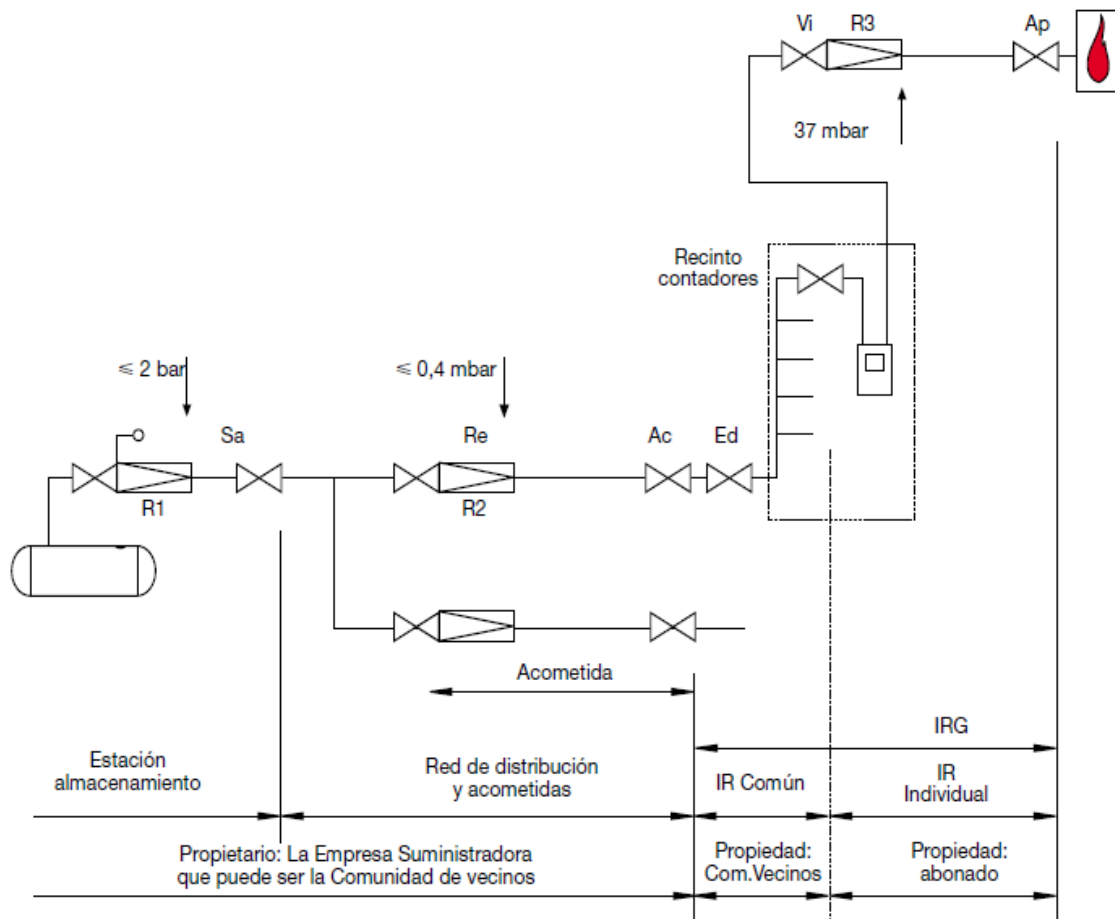 Vi
R3
Ap
37 mbar
Recinto
contadores
≤ 2 bar
≤ 0,4 mbar
Sa
Re
Ac
Ed
R1
R2
Acometida
IRG
Estación
almacenamiento
Red de distribución
y acometidas
IR Común
IR
Individual
Propietario: La Empresa Suministradora
que puede ser la Comunidad de vecinos
Propiedad:
Com.Vecinos
Propiedad:
abonado